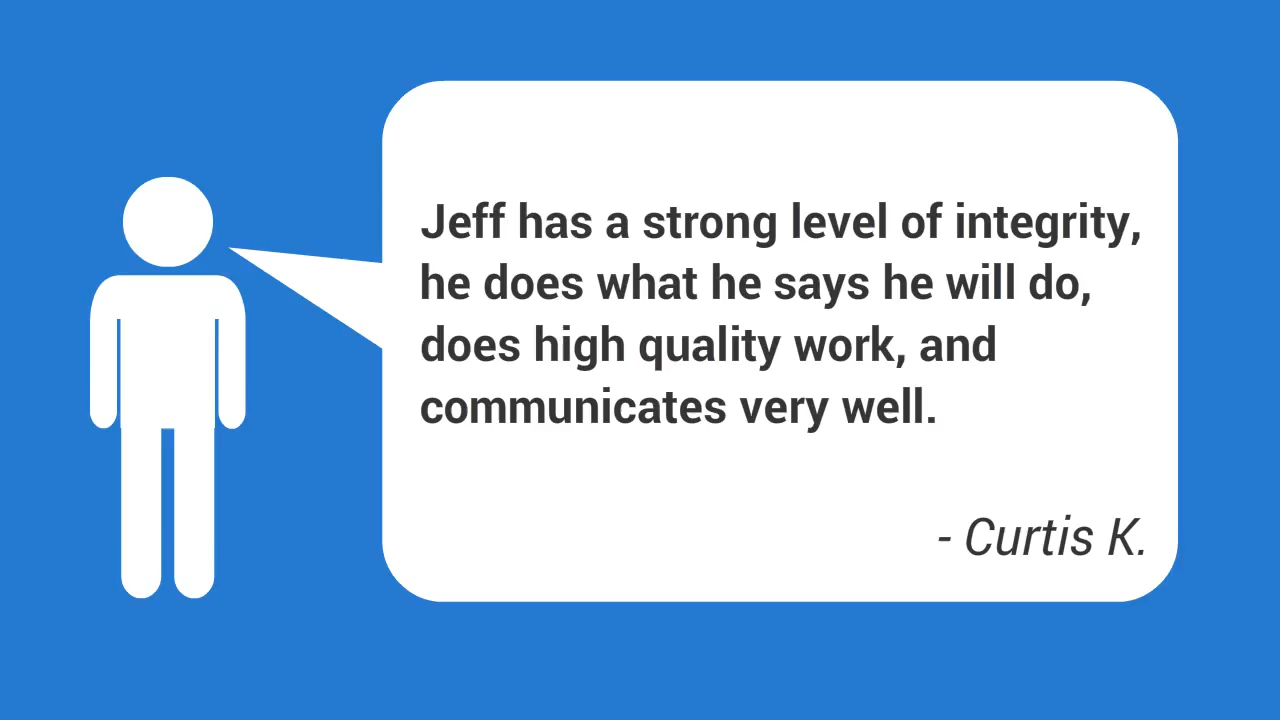 Jeff has a strong level of integrity,
he does what he says he will do,
does high quality work, and
communicates very well.
- Curtis K.